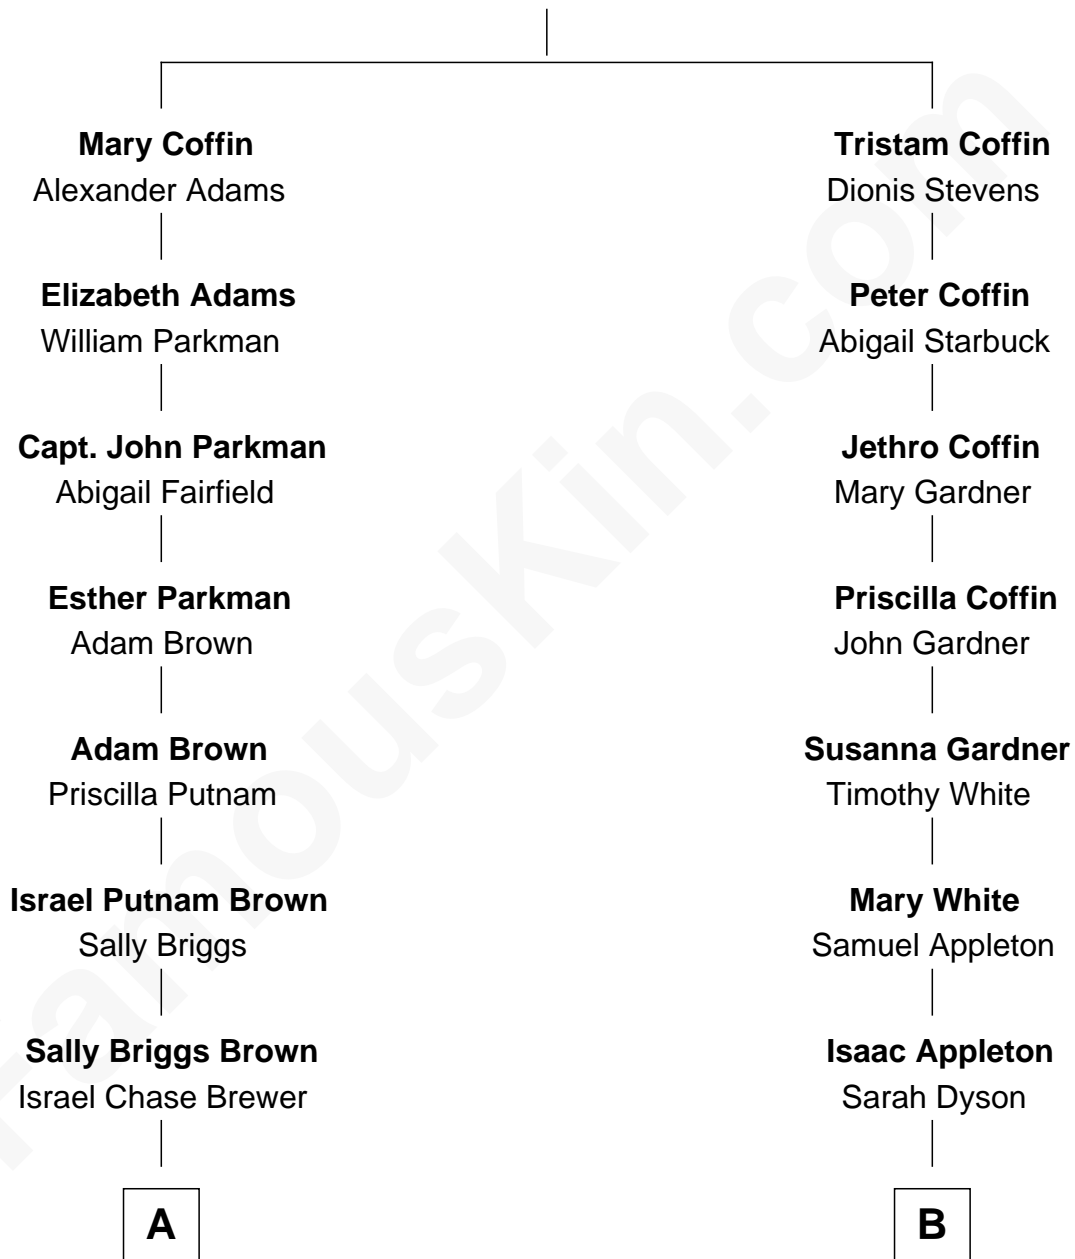 Mary Coffin
Alexander Adams
Elizabeth Adams
William Parkman
Capt. John Parkman
Abigail Fairfield
Esther Parkman
Adam Brown
Adam Brown
Priscilla Putnam
Israel Putnam Brown
Sally Briggs
Sally Briggs Brown
Israel Chase Brewer
A
Tristam Coffin
Dionis Stevens
Peter Coffin
Abigail Starbuck
Jethro Coffin
Mary Gardner
Priscilla Coffin
John Gardner
Susanna Gardner
Timothy White
Mary White
Samuel Appleton
Isaac Appleton
Sarah Dyson
B
FamousKin.com